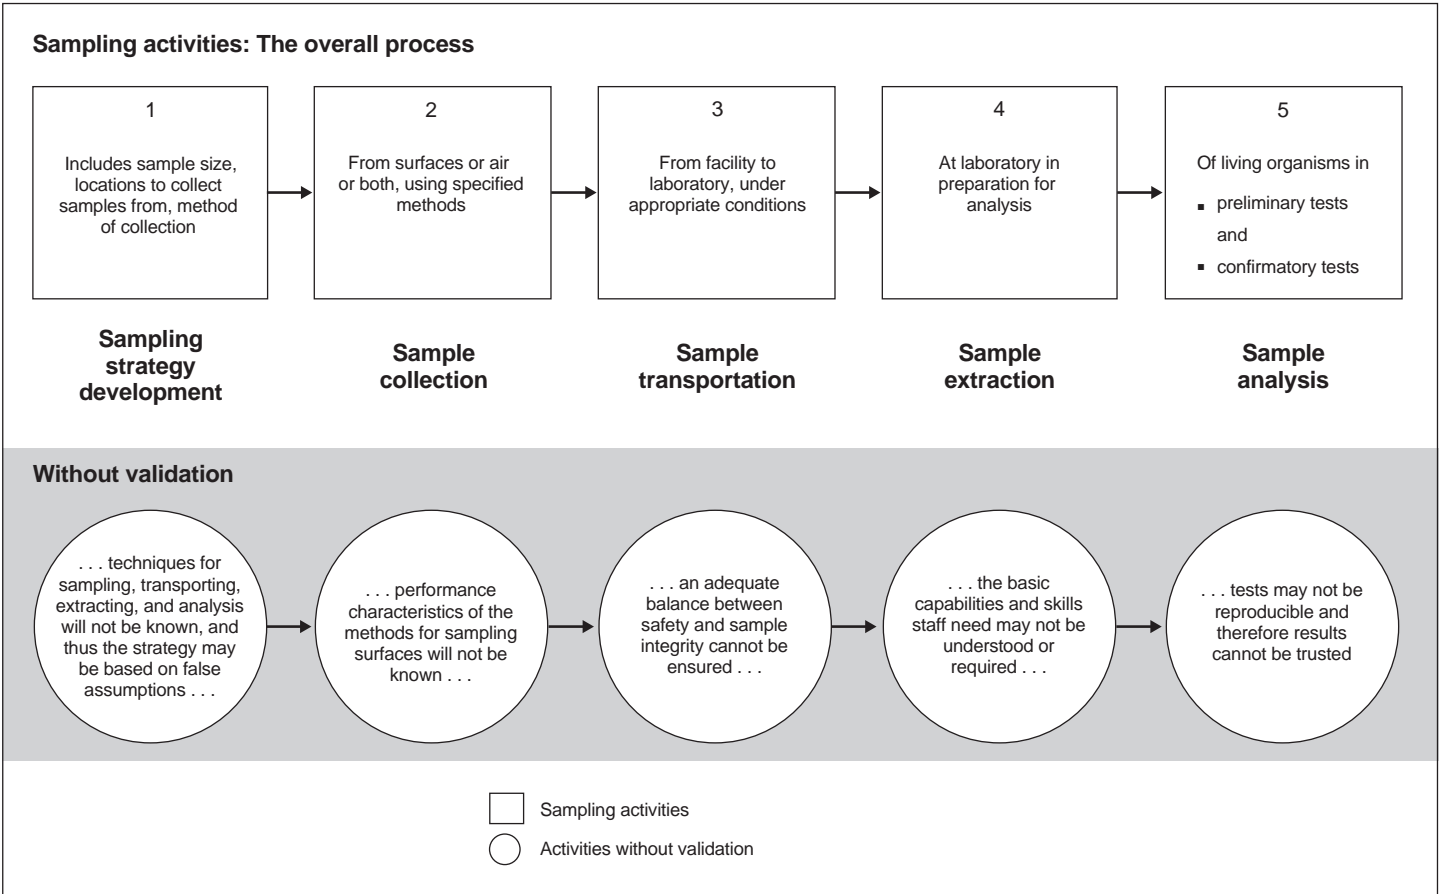 Sampling activities: The overall process
1
Includes sample size,
locations to collect
samples from, method
of collection
2
From surfaces or air
or both, using specified
methods
3
From facility to
laboratory, under
appropriate conditions
4
At laboratory in
preparation for
analysis
5
Of living organisms in
▪ preliminary tests
and
▪ confirmatory tests
Sampling
strategy
development
Sample
collection
Sample
transportation
Sample
extraction
Sample
analysis
Without validation
. . . techniques for
sampling, transporting,
extracting, and analysis
will not be known, and
thus the strategy may
be based on false
assumptions . . .
. . . performance
characteristics of the
methods for sampling
surfaces will not be
known . . .
. . . an adequate
balance between
safety and sample
integrity cannot be
ensured . . .
. . . the basic
capabilities and skills
staff need may not be
understood or
required . . .
. . . tests may not be
reproducible and
therefore results
cannot be trusted
Sampling activities
Activities without validation